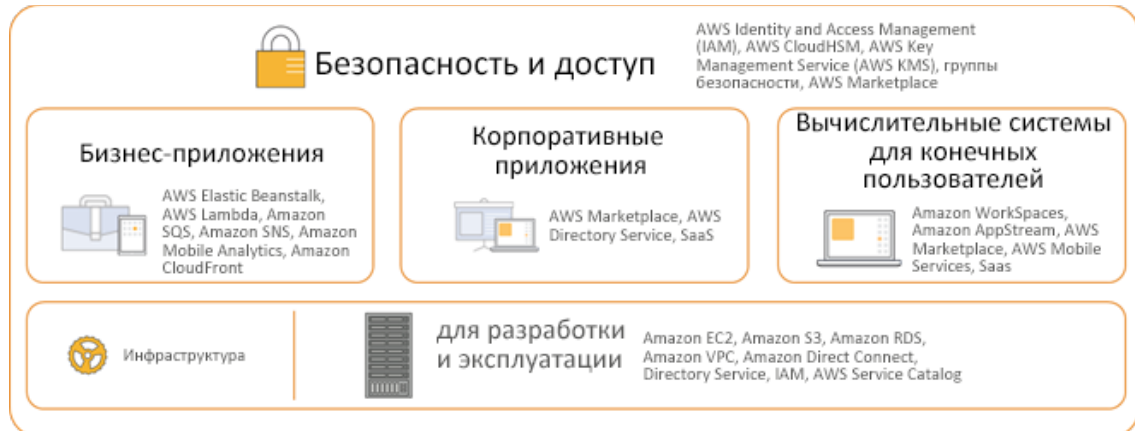 Безопасность и доступ
AWS Identity and Access Management
(IAM), AWS CloudHSM, AWS Key
Management Service (AWS KMS), группы
безопасности, AWS Marketplace
Бизнес-приложения
AWS Elastic Beanstalk,
AWS Lambda, Amazon
SQS, Amazon SNS, Amazon
Mobile Analytics, Amazon
CloudFront
Корпоративные
приложения
AWS Marketplace, AWS
Directory Service, SaaS
Вычислительные системы
для конечных
пользователей
Amazon WorkSpaces,
Amazon AppStream, AWS
Marketplace, AWS Mobile
Services, Saas
Инфраструктура
для разработки
и эксплуатации
Amazon EC2, Amazon S3, Amazon RDS,
Amazon VPC, Amazon Direct Connect,
Directory Service, IAM, AWS Service Catalog